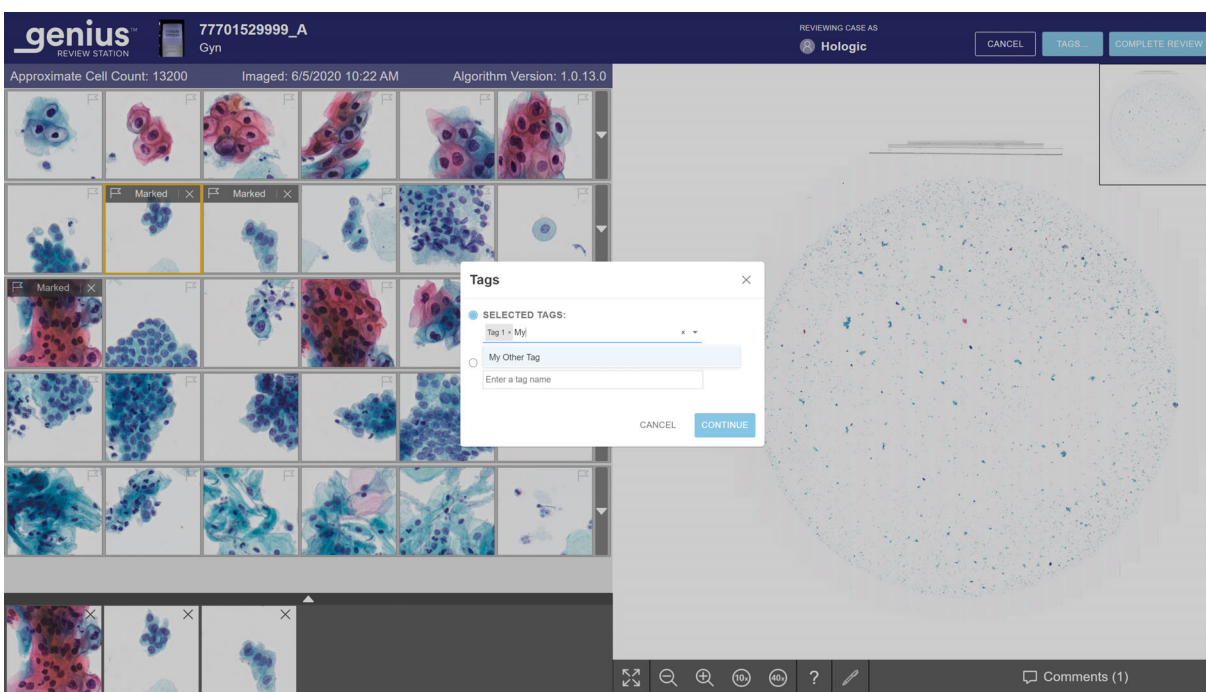 genius™
REVIEW STATION
77701529999_A
Gyn
REVIEWING CASE AS
Hologic
CANCEL
TAGS...
COMPLETE REVIEW
Approximate Cell Count: 13200
Imaged: 6/5/2020 10:22 AM
Algorithm Version: 1.0.13.0
Marked
Marked
Marked
Tags
SELECTED TAGS:
Tag 1 × My
My Other Tag
Enter a tag name
CANCEL
CONTINUE
10x
40x
?
Comments (1)